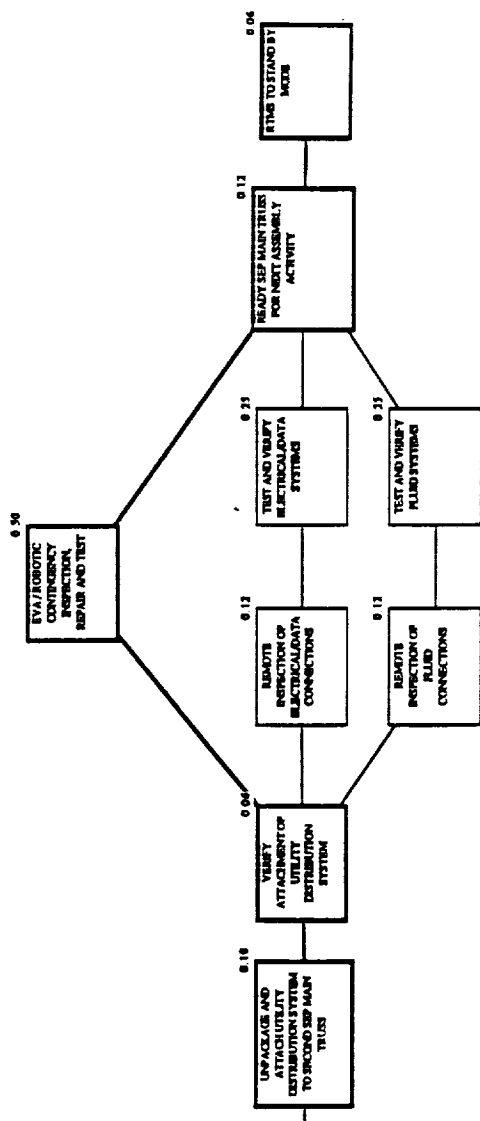 0.50
EVA / ROBOTIC
CONTINGENCY
INSPECTION,
REPAIR AND TEST
UNPACKAGE AND
ATTACH UTILITY
DISTRIBUTION SYSTEM
TO SECOND SEP MAIN
TRUSS
0.06
VERIFY
ATTACHMENT OF
UTILITY
DISTRIBUTION
SYSTEM
0.12
REMOTE
INSPECTION OF
ELECTRICAL/DATA
CONNECTIONS
0.25
TEST AND VERIFY
ELECTRICAL/DATA
SYSTEMS
0.12
READY SEP MAIN TRUSS
FOR NEXT ASSEMBLY
ACTIVITY
0.06
RTMS TO STAND BY
MODE
0.12
REMOTE
INSPECTION OF
FLUID
CONNECTIONS
0.25
TEST AND VERIFY
FLUID SYSTEMS